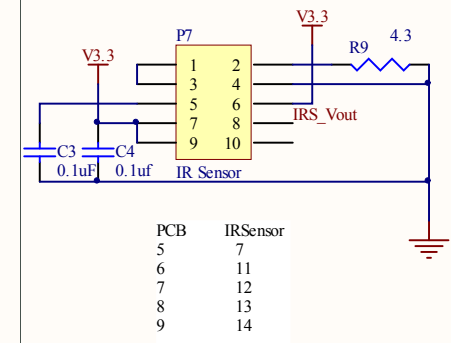 V3.3
P7
R9 4.3
V3.3
1 2
3 4
5 6
7 8
9 10
IRS_Vout
C3 C4
0.1uF 0.1uf
IR Sensor
PCB IRSensor
5 7
6 11
7 12
8 13
9 14